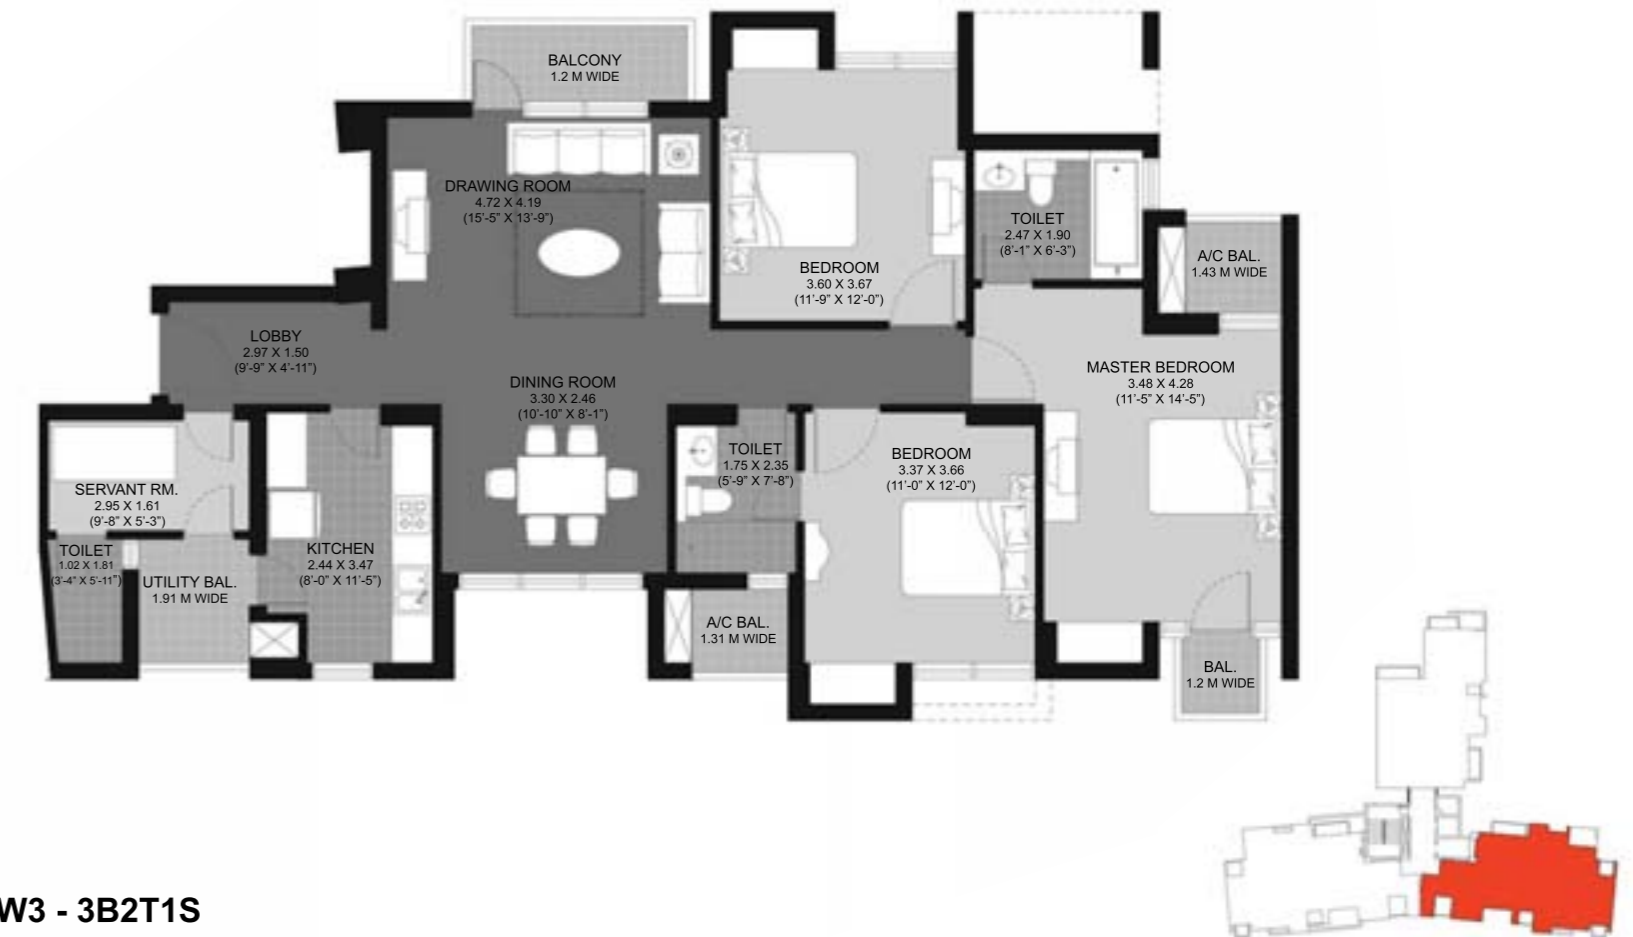 BALCONY
1.2 M WIDE
DRAWING ROOM
4.72 X 4.19
(15'-5" X 13'-9")
TOILET
2.47 X 1.90
(8'-1" X 6'-3")
A/C BAL.
1.43 M WIDE
BEDROOM
3.60 X 3.67
(11'-9" X 12'-0")
LOBBY
2.97 X 1.50
(9'-9" X 4'-11")
DINING ROOM
3.30 X 2.46
(10'-10" X 8'-1")
MASTER BEDROOM
3.48 X 4.28
(11'-5" X 14'-5")
TOILET
1.75 X 2.35
(5'-9" X 7'-8")
BEDROOM
3.37 X 3.66
(11'-0" X 12'-0")
SERVANT RM.
2.95 X 1.61
(9'-8" X 5'-3")
TOILET
1.02 X 1.81
(3'-4" X 5'-11")
UTILITY BAL.
1.91 M WIDE
KITCHEN
2.44 X 3.47
(8'-0" X 11'-5")
A/C BAL.
1.31 M WIDE
BAL.
1.2 M WIDE
W3 - 3B2T1S